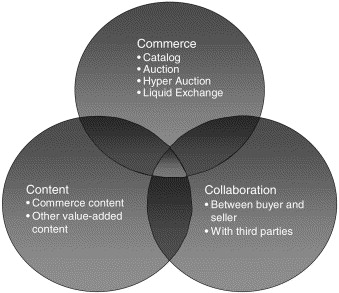 Commerce
• Catalog
• Auction
• Hyper Auction
• Liquid Exchange
Content
• Commerce content
• Other value-added
content
Collaboration
• Between buyer and
seller
• With third parties